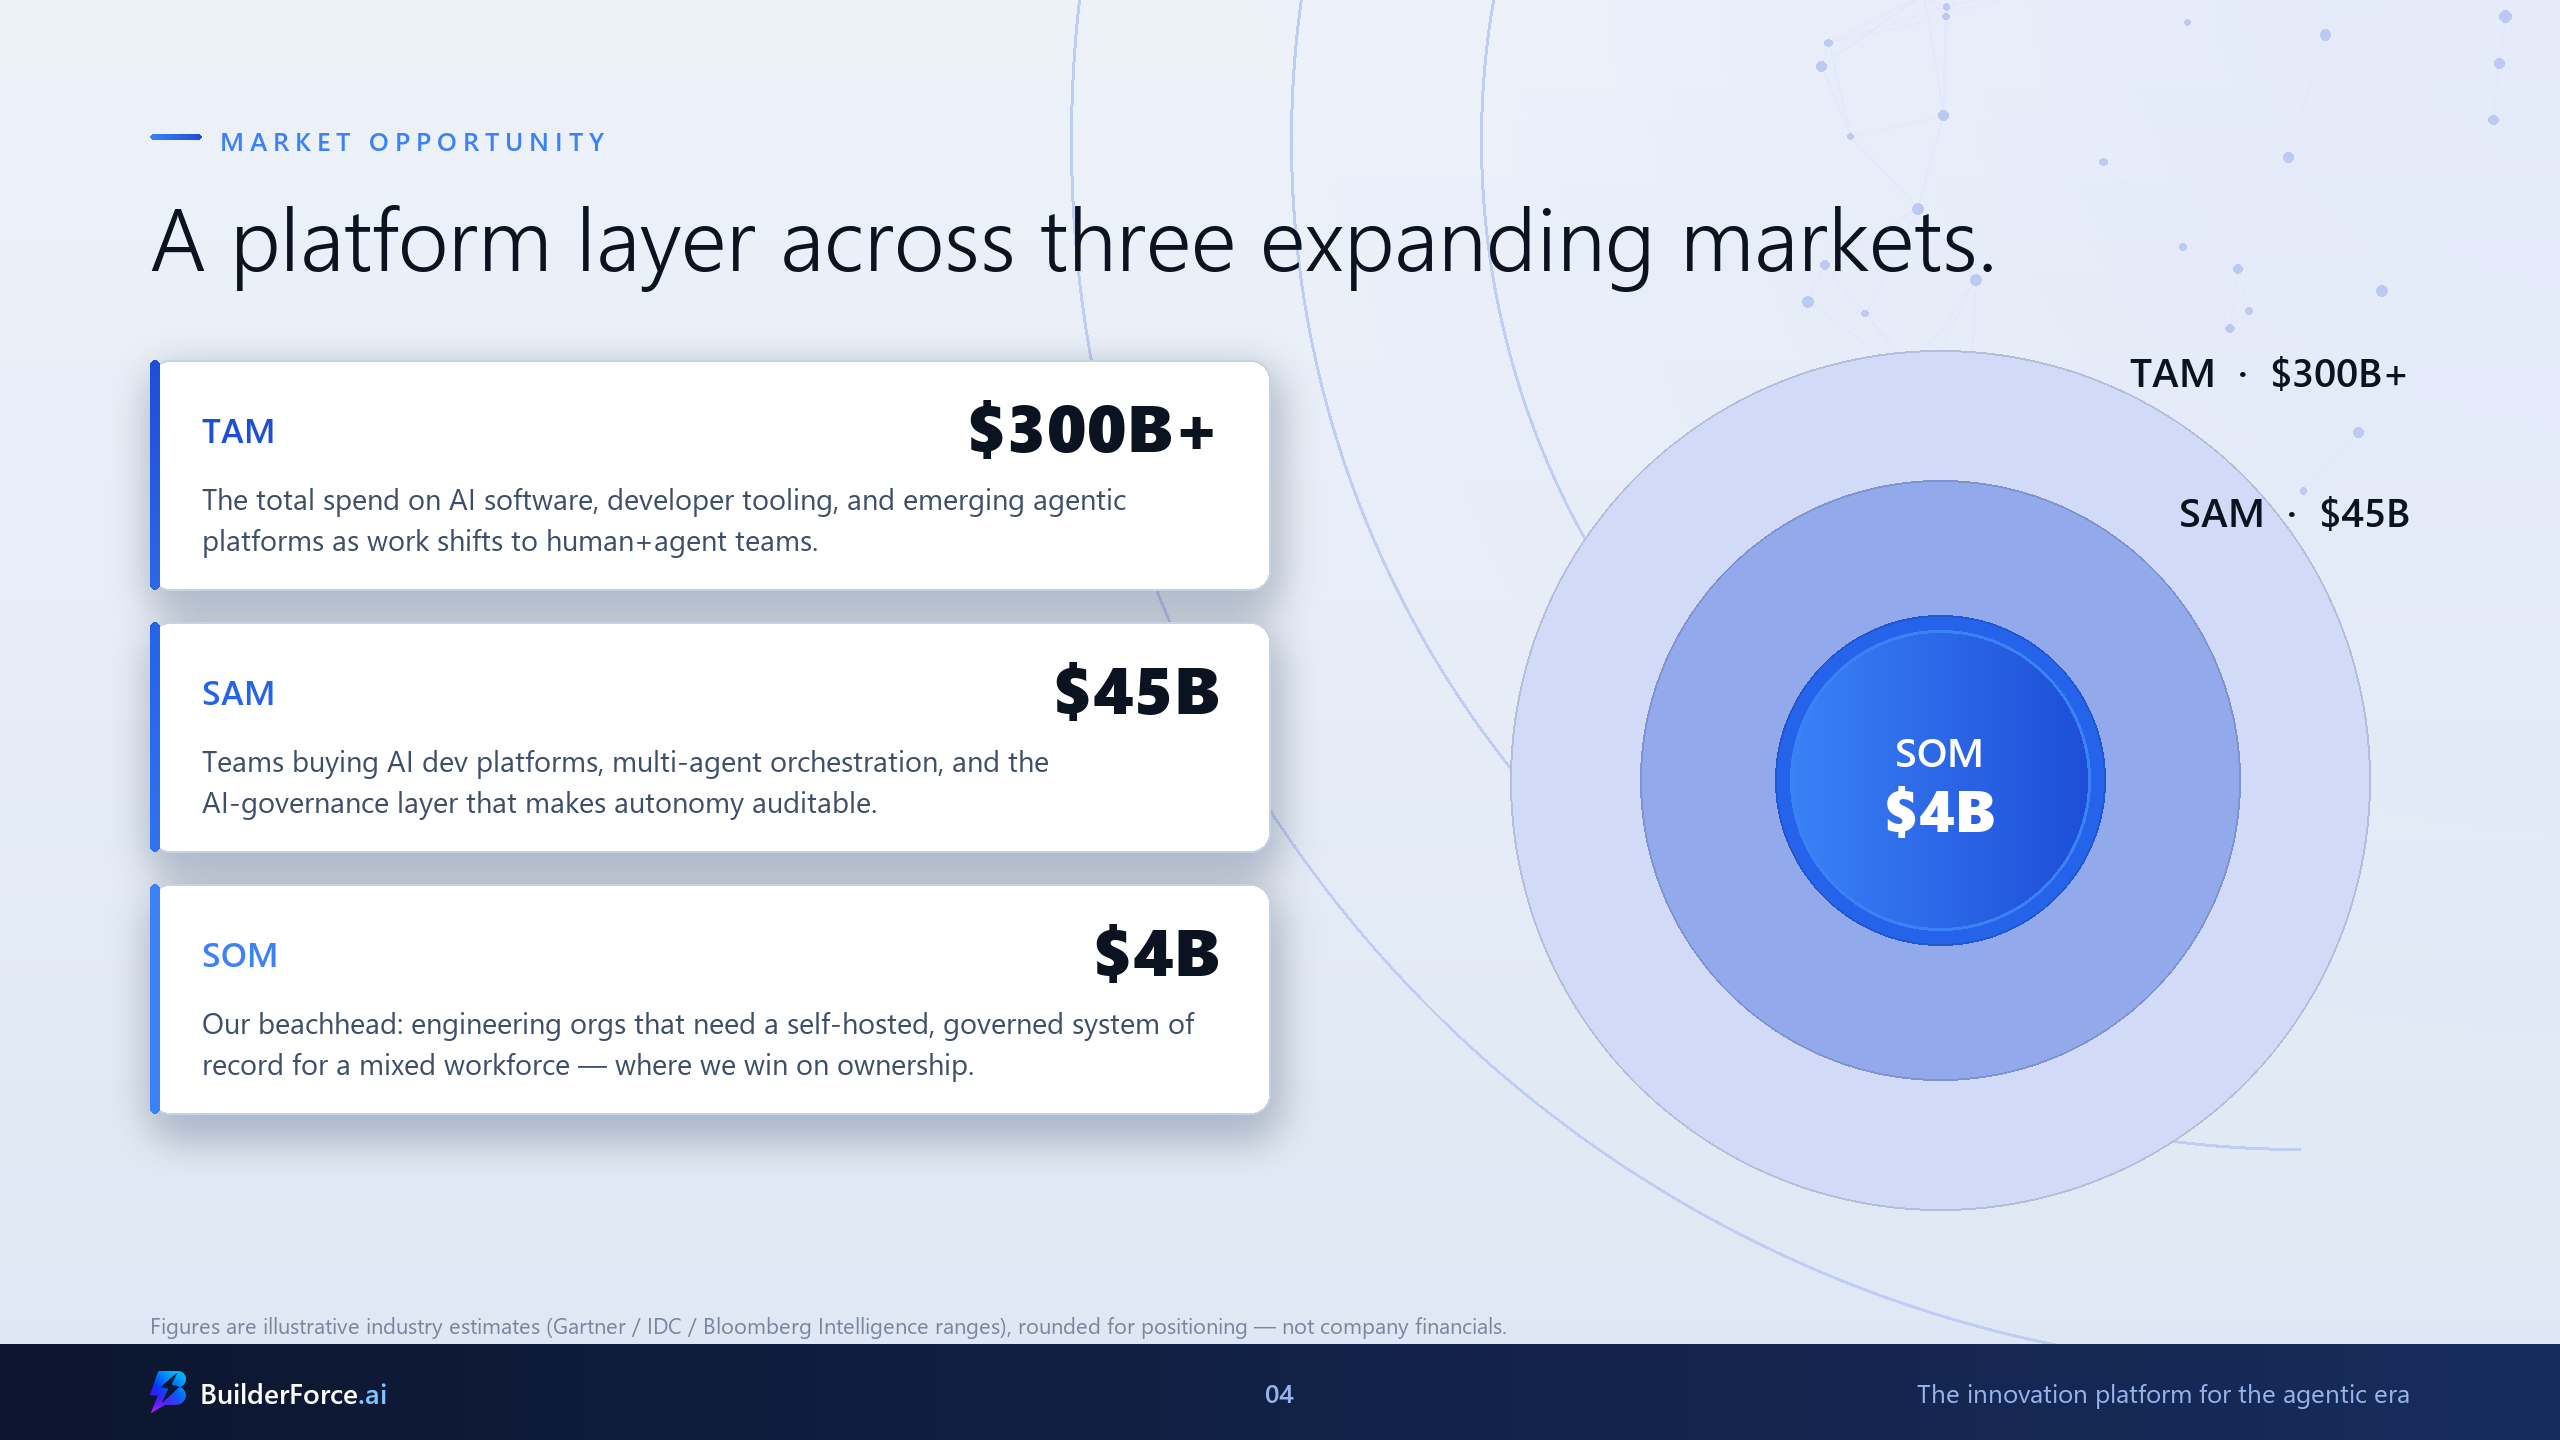 MARKET OPPORTUNITY
A platform layer across three expanding markets.
TAM
$300B+
The total spend on AI software, developer tooling, and emerging agentic
platforms as work shifts to human+agent teams.
SAM
$45B
Teams buying AI dev platforms, multi-agent orchestration, and the
AI-governance layer that makes autonomy auditable.
SOM
$4B
Our beachhead: engineering orgs that need a self-hosted, governed system of
record for a mixed workforce — where we win on ownership.
TAM · $300B+
SAM · $45B
SOM
$4B
Figures are illustrative industry estimates (Gartner / IDC / Bloomberg Intelligence ranges), rounded for positioning — not company financials.
BuilderForce.ai
04
The innovation platform for the agentic era